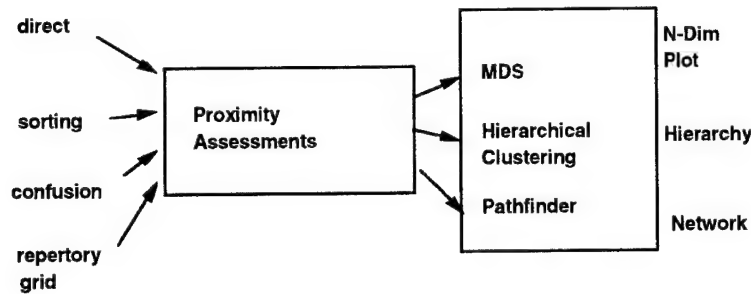 direct
sorting
confusion
repertory
grid
Proximity
Assessments
MDS
Hierarchical
Clustering
Pathfinder
N-Dim
Plot
Hierarchy
Network